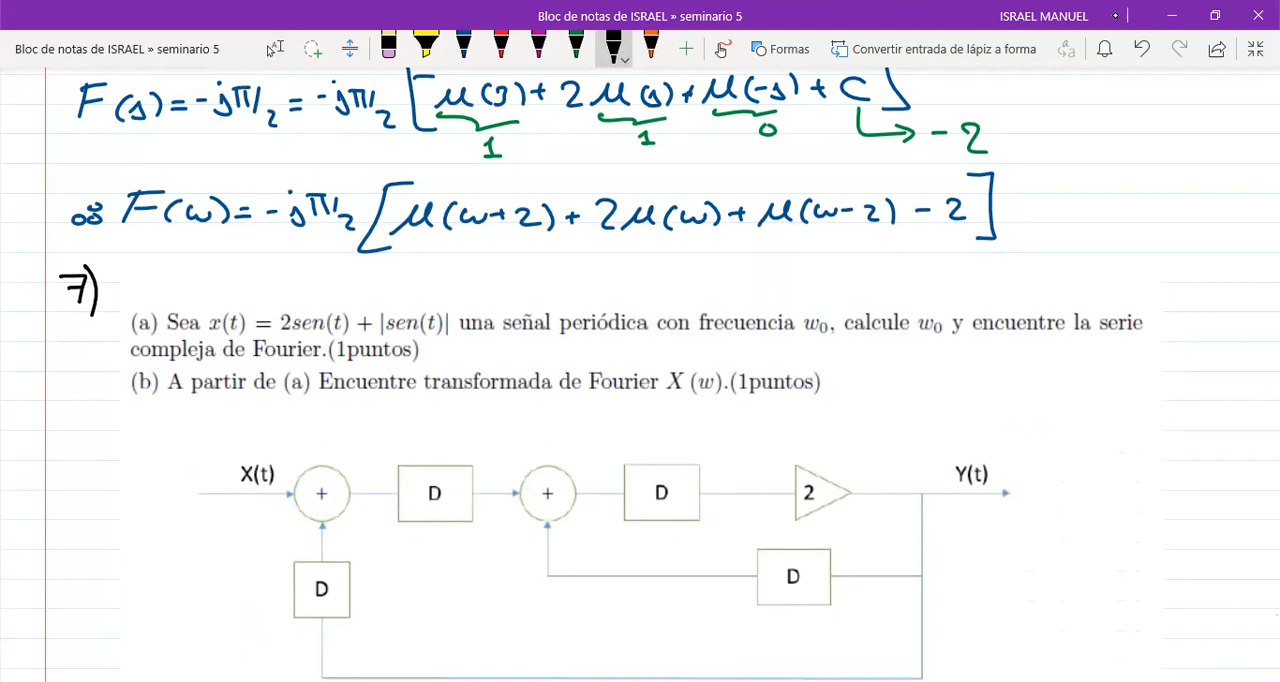 Bloc de notas de ISRAEL » seminario 5
ISRAEL MANUEL
Bloc de notas de ISRAEL » seminario 5
Formas
Convertir entrada de lápiz a forma
F(s) = -jπ/2 = -jπ/2 [μ(3) + 2μ(1) + μ(-1) + C]
1 1 0 → -2
∴ F(w) = -jπ/2 [μ(w+2) + 2μ(w) + μ(w-2) - 2]
7)
(a) Sea x(t) = 2sen(t) + |sen(t)| una señal periódica con frecuencia w₀, calcule w₀ y encuentre la serie
compleja de Fourier.(1puntos)
(b) A partir de (a) Encuentre transformada de Fourier X (w).(1puntos)
X(t)
+
D
+
D
2
Y(t)
D
D